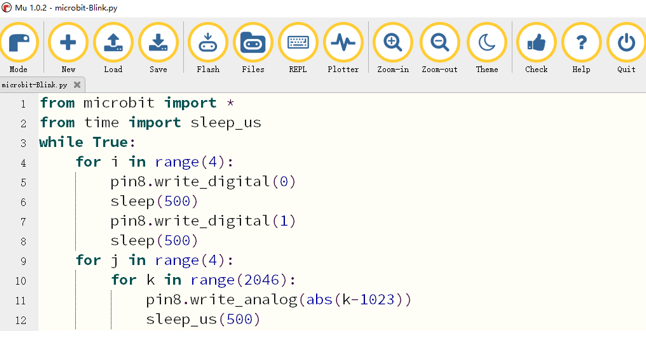 Mu 1.0.2 - microbit-Blink.py
Mode New Load Save Flash Files REPL Plotter Zoom-in Zoom-out Theme Check Help Quit
microbit-Blink.py
1 from microbit import *
2 from time import sleep_us
3 while True:
4     for i in range(4):
5         pin8.write_digital(0)
6         sleep(500)
7         pin8.write_digital(1)
8         sleep(500)
9     for j in range(4):
10         for k in range(2046):
11             pin8.write_analog(abs(k-1023))
12             sleep_us(500)